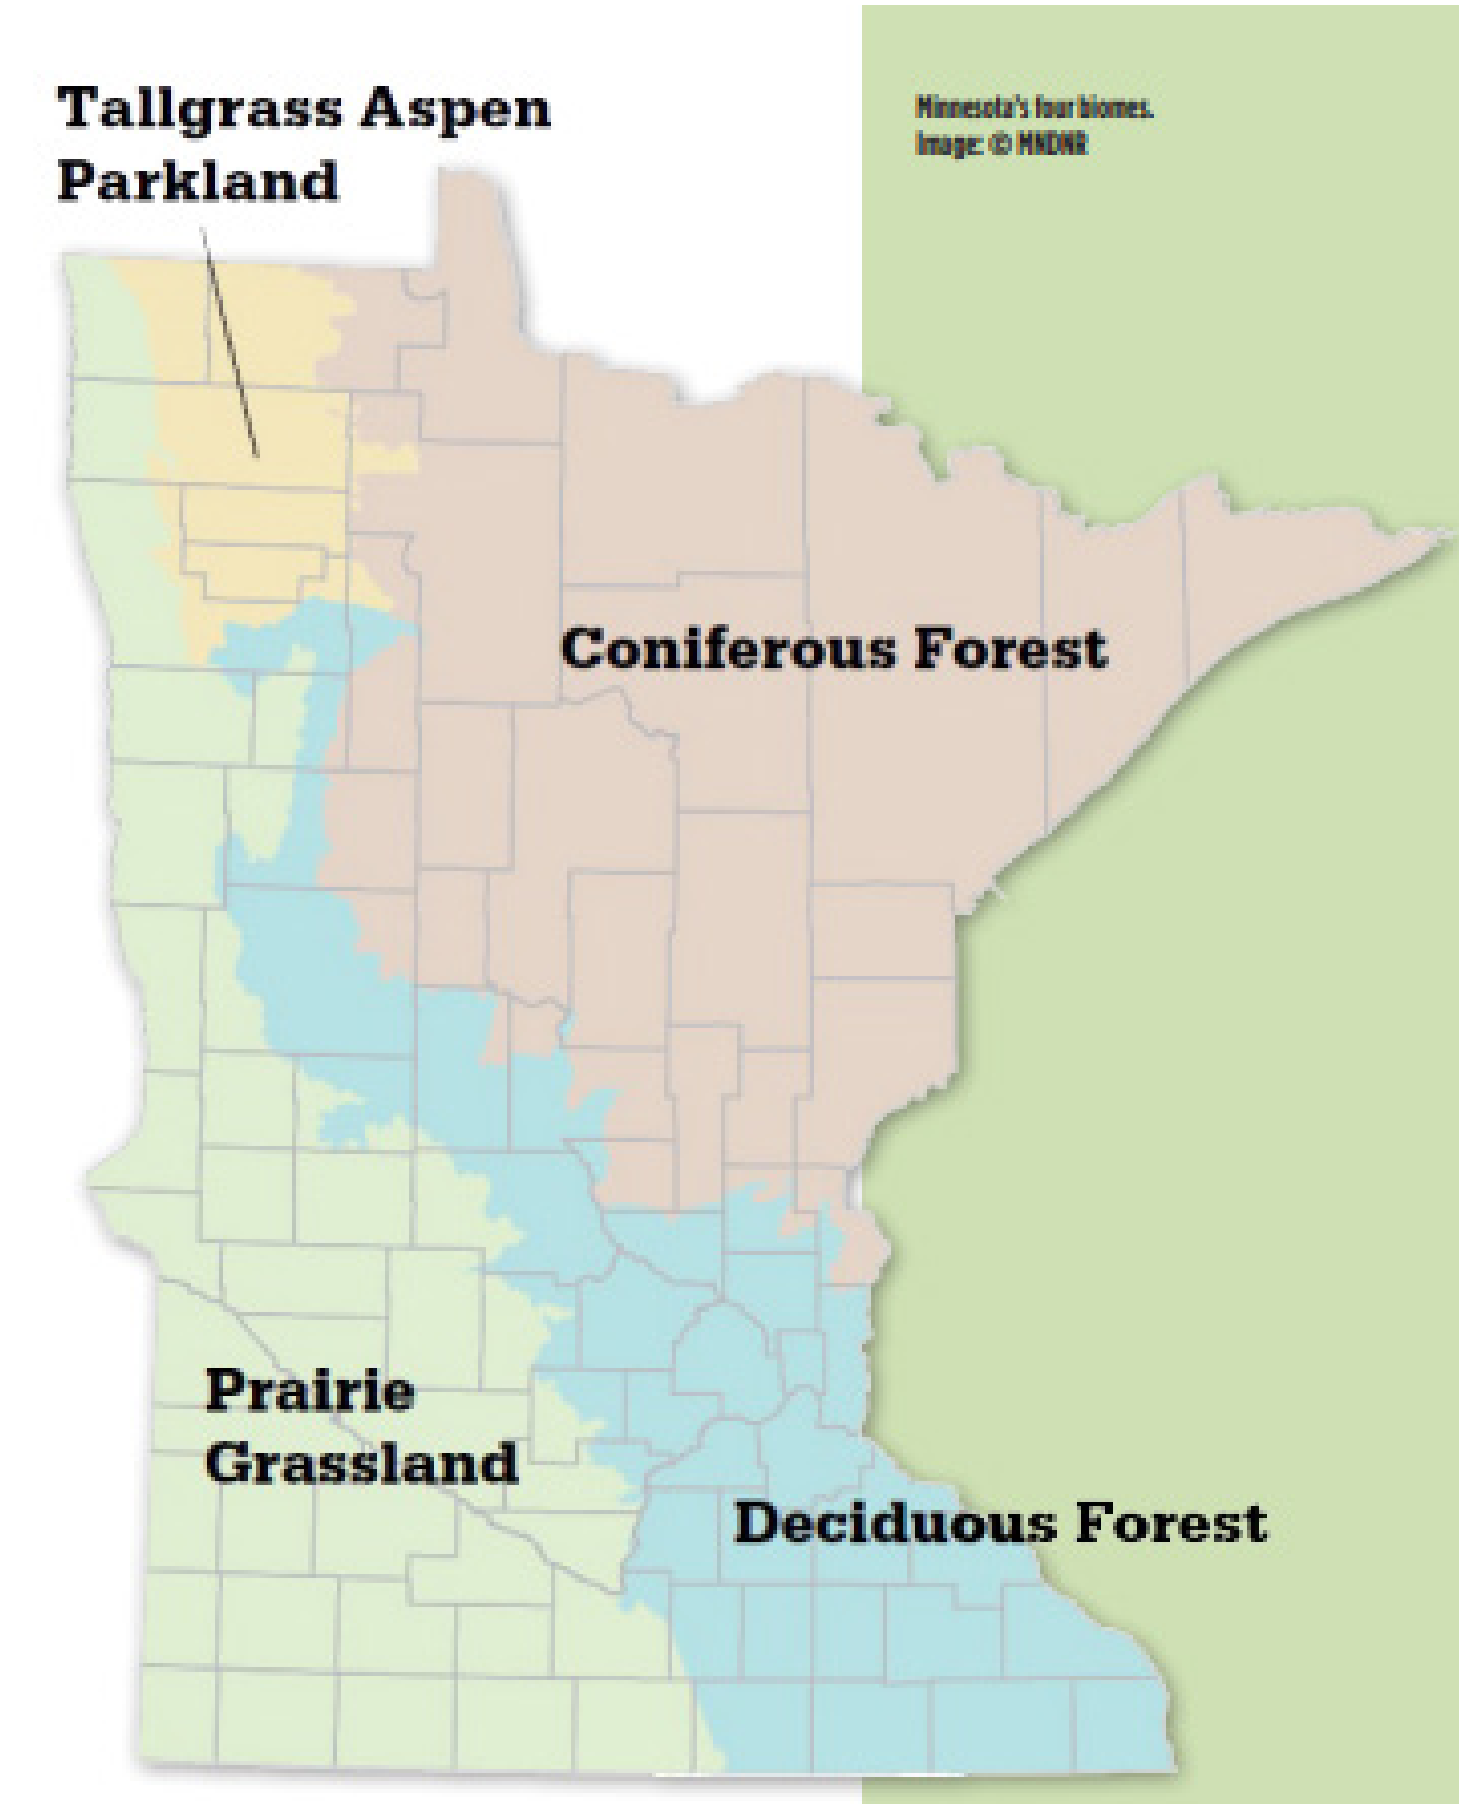 Tallgrass Aspen
Parkland
Minnesota's four biomes.
Image: © MNDNR
Coniferous Forest
Prairie
Grassland
Deciduous Forest